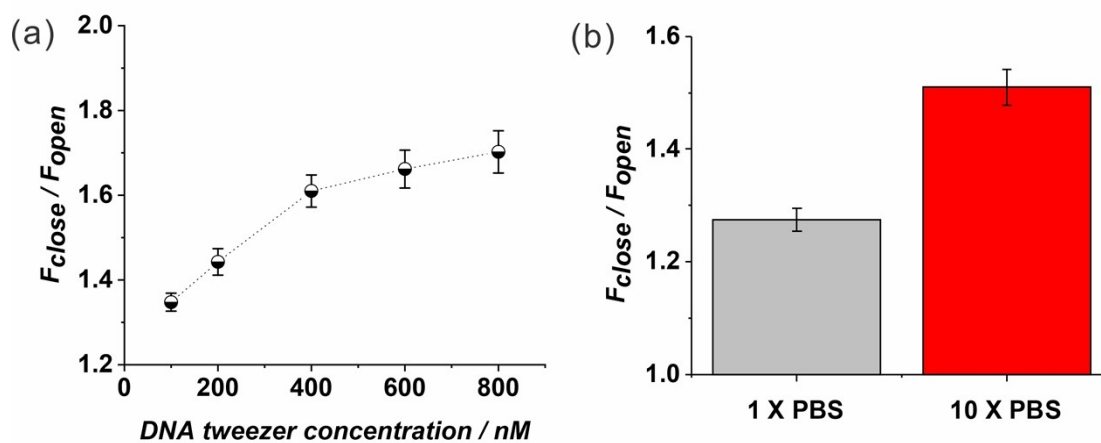 (a)
F_close / F_open
2.0
1.8
1.6
1.4
1.2
0
200
400
600
800
DNA tweezer concentration / nM
(b)
F_close / F_open
1.6
1.4
1.2
1.0
1 X PBS
10 X PBS